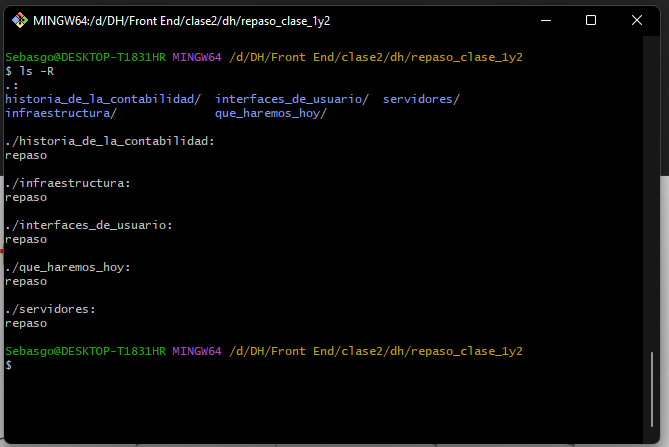 MINGW64:/d/DH/Front End/clase2/dh/repaso_clase_1y2
Sebasgo@DESKTOP-T1831HR MINGW64 /d/DH/Front End/clase2/dh/repaso_clase_1y2
$ ls -R
.:
historia_de_la_contabilidad/  interfaces_de_usuario/  servidores/
infraestructura/              que_haremos_hoy/
./historia_de_la_contabilidad:
repaso
./infraestructura:
repaso
./interfaces_de_usuario:
repaso
./que_haremos_hoy:
repaso
./servidores:
repaso
Sebasgo@DESKTOP-T1831HR MINGW64 /d/DH/Front End/clase2/dh/repaso_clase_1y2
$